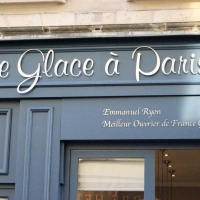 e Glace à Paris
Emmanuel Ryon
Meilleur Ouvrier de France